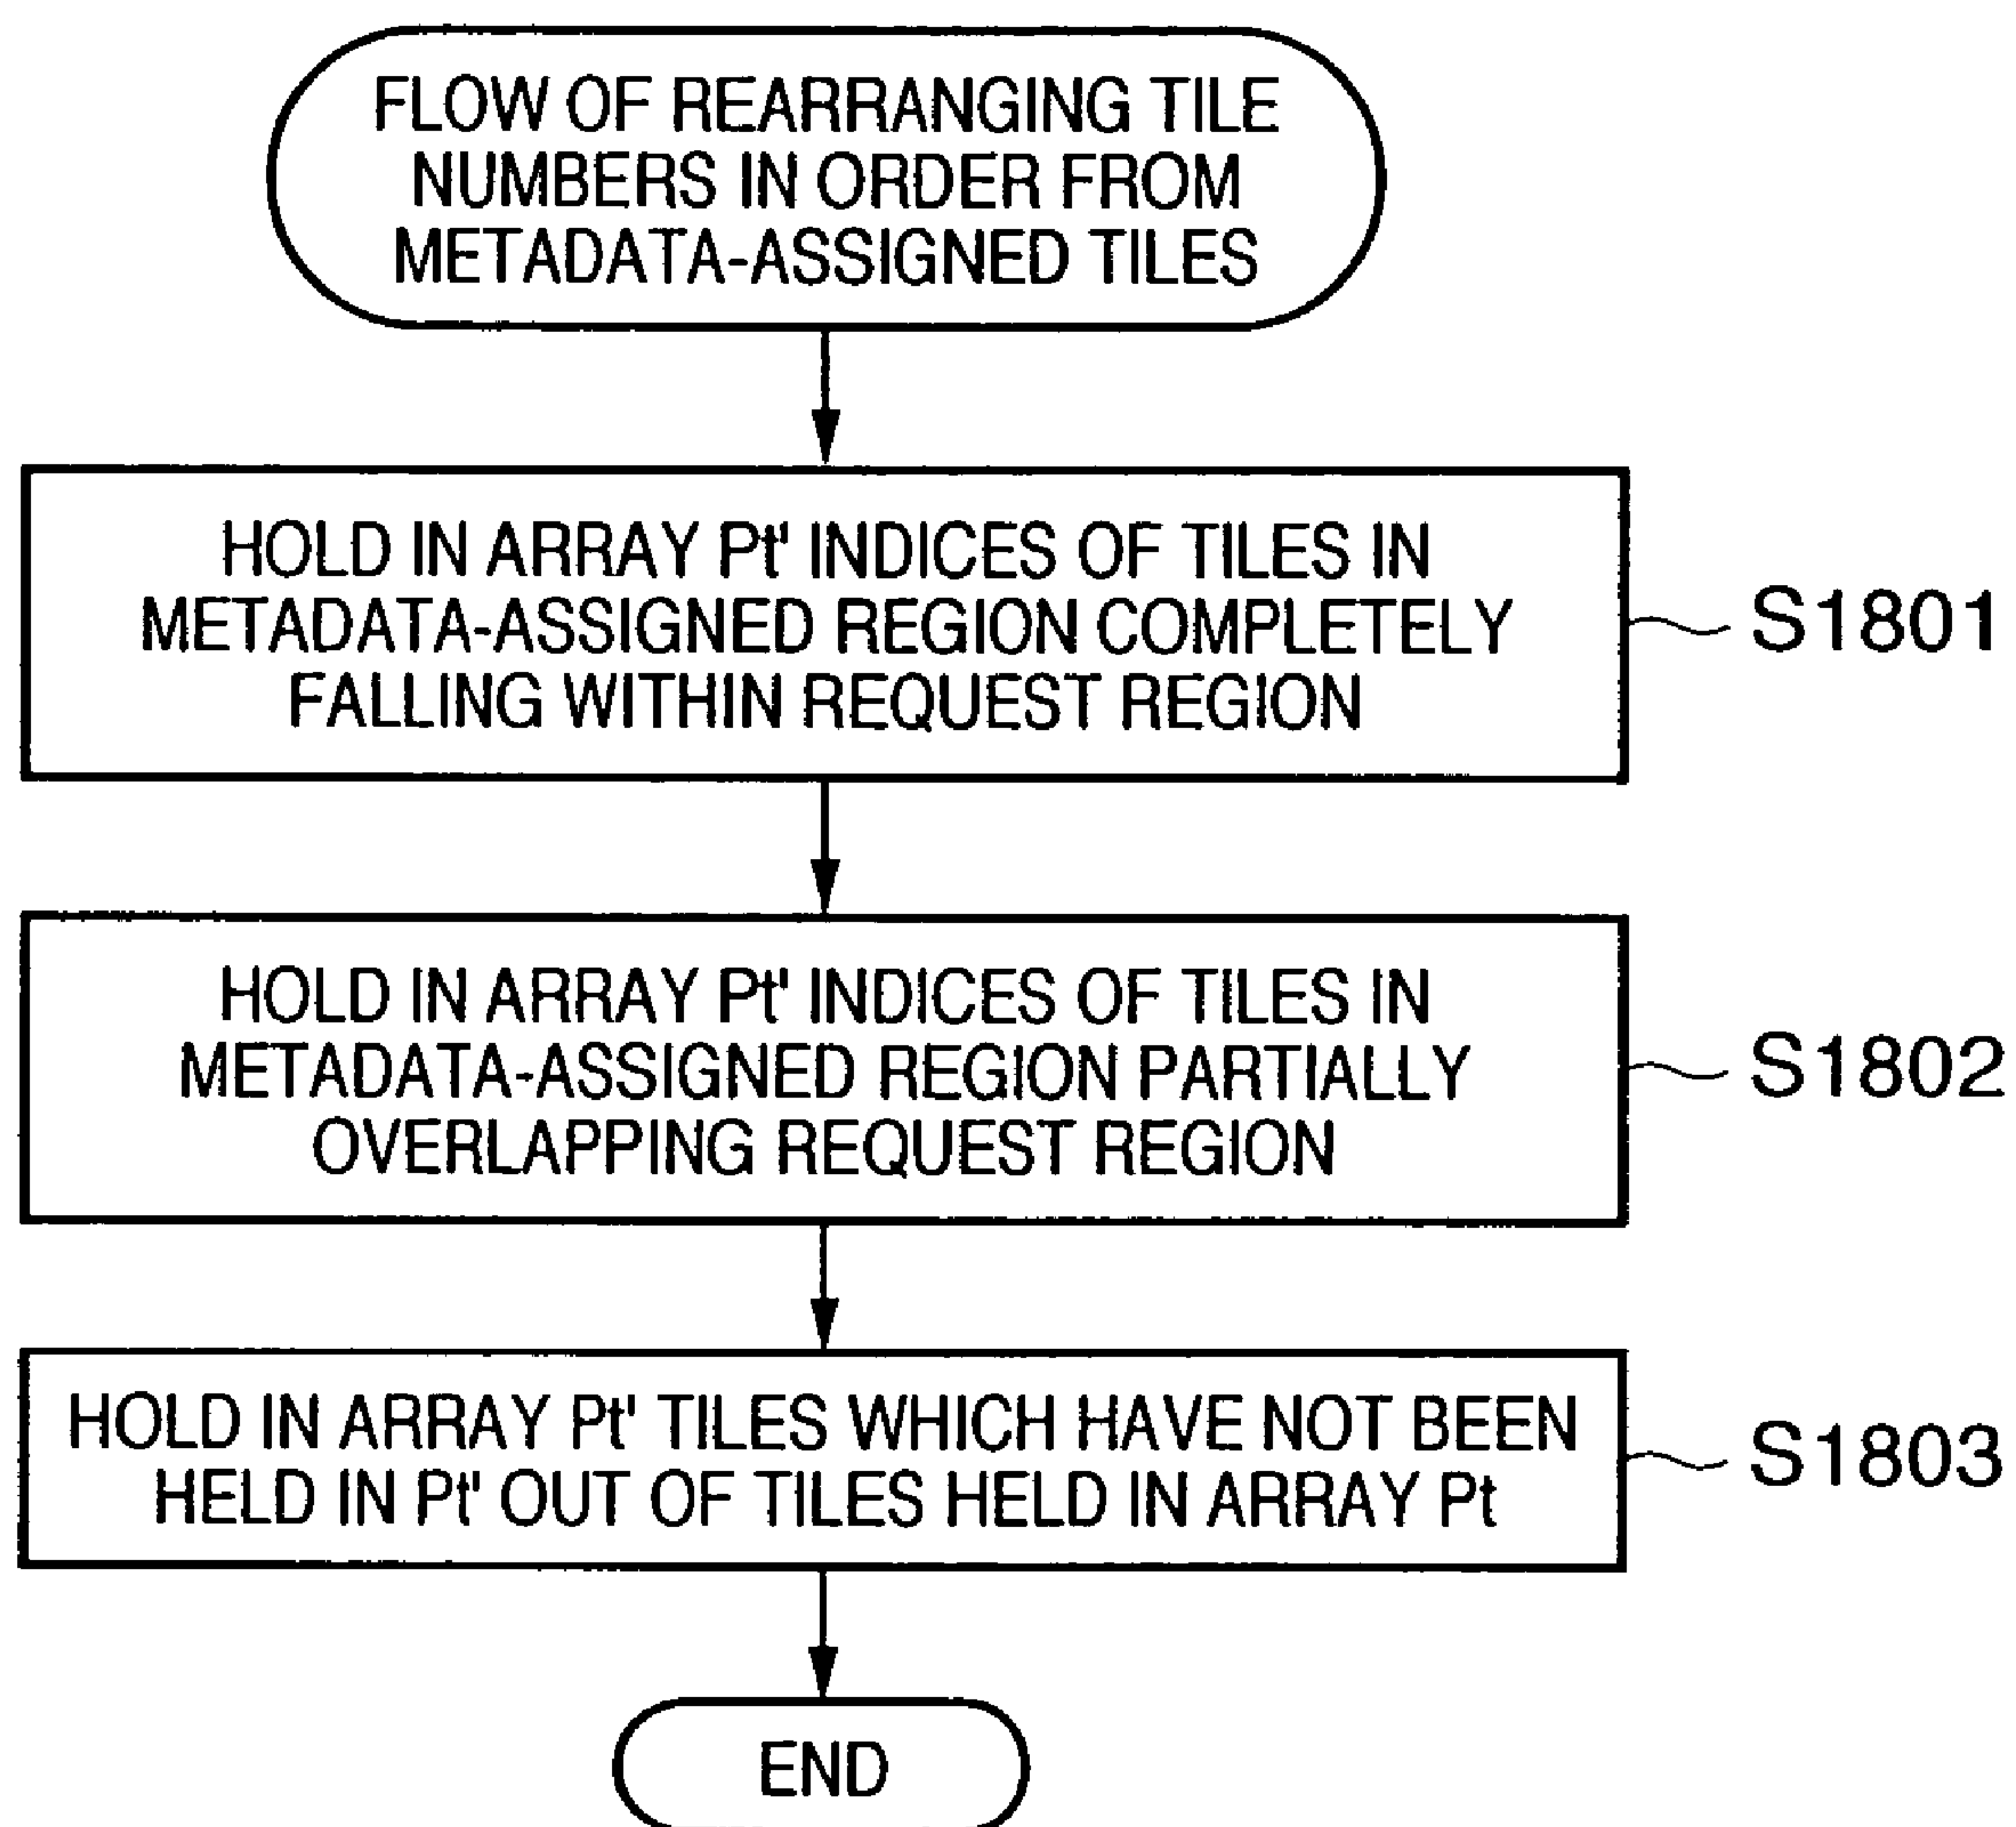 FLOW OF REARRANGING TILE
NUMBERS IN ORDER FROM
METADATA-ASSIGNED TILES
HOLD IN ARRAY Pt' INDICES OF TILES IN
METADATA-ASSIGNED REGION COMPLETELY
FALLING WITHIN REQUEST REGION
S1801
HOLD IN ARRAY Pt' INDICES OF TILES IN
METADATA-ASSIGNED REGION PARTIALLY
OVERLAPPING REQUEST REGION
S1802
HOLD IN ARRAY Pt' TILES WHICH HAVE NOT BEEN
HELD IN Pt' OUT OF TILES HELD IN ARRAY Pt
S1803
END